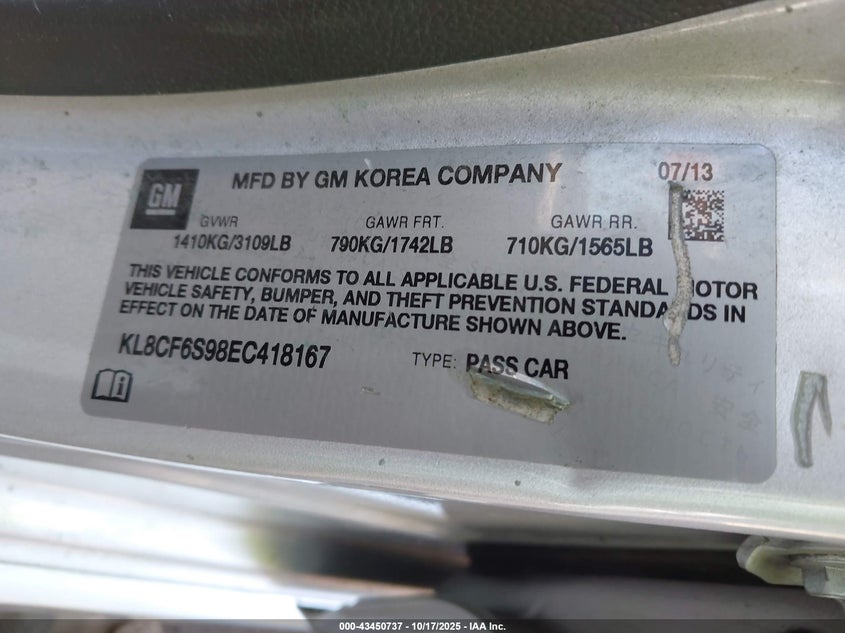 GM
MFD BY GM KOREA COMPANY 07/13
GVWR GAWR FRT. GAWR RR.
1410KG/3109LB 790KG/1742LB 710KG/1565LB
THIS VEHICLE CONFORMS TO ALL APPLICABLE U.S. FEDERAL MOTOR
VEHICLE SAFETY, BUMPER, AND THEFT PREVENTION STANDARDS IN
EFFECT ON THE DATE OF MANUFACTURE SHOWN ABOVE.
KL8CF6S98EC418167 TYPE: PASS CAR
000-43450737 - 10/17/2025 - IAA Inc.